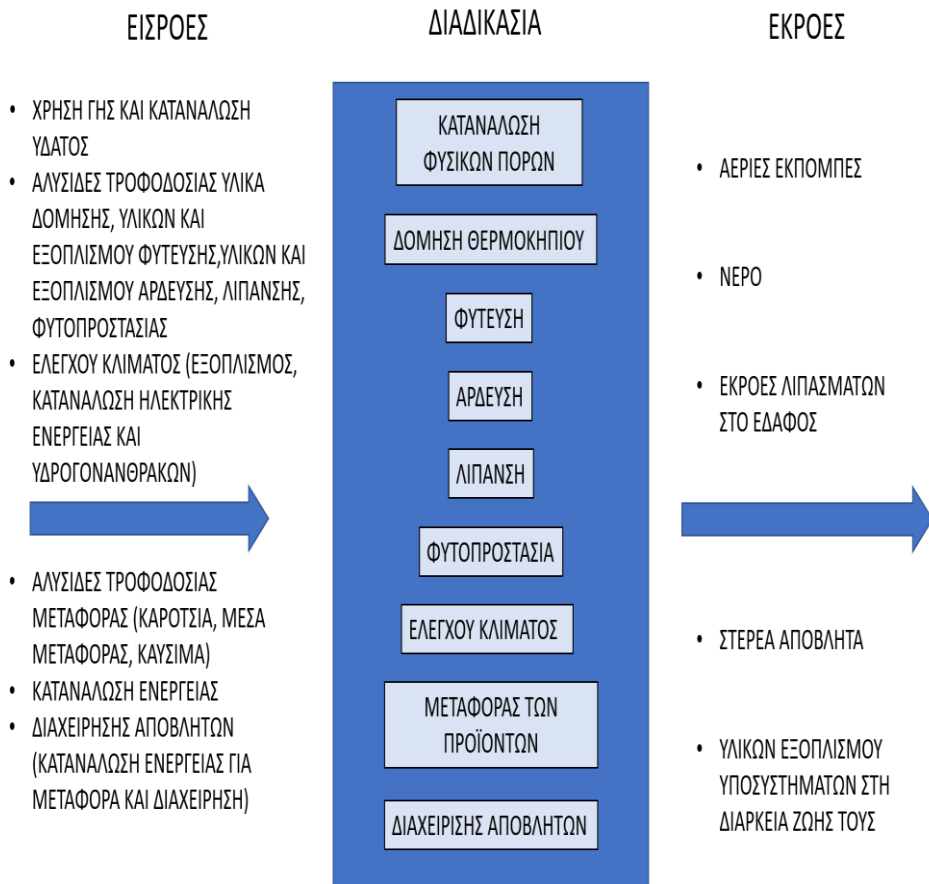 ΕΙΣΡΟΕΣ
• ΧΡΗΣΗ ΓΗΣ ΚΑΙ ΚΑΤΑΝΑΛΩΣΗ
ΥΔΑΤΟΣ
• ΑΛΥΣΙΔΕΣ ΤΡΟΦΟΔΟΣΙΑΣ ΥΛΙΚΑ
ΔΟΜΗΣΗΣ, ΥΛΙΚΩΝ ΚΑΙ
ΕΞΟΠΛΙΣΜΟΥ ΦΥΤΕΥΣΗΣ,ΥΛΙΚΩΝ ΚΑΙ
ΕΞΟΠΛΙΣΜΟΥ ΑΡΔΕΥΣΗΣ, ΛΙΠΑΝΣΗΣ,
ΦΥΤΟΠΡΟΣΤΑΣΙΑΣ
• ΕΛΕΓΧΟΥ ΚΛΙΜΑΤΟΣ (ΕΞΟΠΛΙΣΜΟΣ,
ΚΑΤΑΝΑΛΩΣΗ ΗΛΕΚΤΡΙΚΗΣ
ΕΝΕΡΓΕΙΑΣ ΚΑΙ
ΥΔΡΟΓΟΝΑΝΘΡΑΚΩΝ)
• ΑΛΥΣΙΔΕΣ ΤΡΟΦΟΔΟΣΙΑΣ
ΜΕΤΑΦΟΡΑΣ (ΚΑΡΟΤΣΙΑ, ΜΕΣΑ
ΜΕΤΑΦΟΡΑΣ, ΚΑΥΣΙΜΑ)
• ΚΑΤΑΝΑΛΩΣΗ ΕΝΕΡΓΕΙΑΣ
• ΔΙΑΧΕΙΡΗΣΗΣ ΑΠΟΒΛΗΤΩΝ
(ΚΑΤΑΝΑΛΩΣΗ ΕΝΕΡΓΕΙΑΣ ΓΙΑ
ΜΕΤΑΦΟΡΑ ΚΑΙ ΔΙΑΧΕΙΡΗΣΗ)
ΔΙΑΔΙΚΑΣΙΑ
ΚΑΤΑΝΑΛΩΣΗ
ΦΥΣΙΚΩΝ ΠΟΡΩΝ
ΔΟΜΗΣΗ ΘΕΡΜΟΚΗΠΙΟΥ
ΦΥΤΕΥΣΗ
ΑΡΔΕΥΣΗ
ΛΙΠΑΝΣΗ
ΦΥΤΟΠΡΟΣΤΑΣΙΑ
ΕΛΕΓΧΟΥ ΚΛΙΜΑΤΟΣ
ΜΕΤΑΦΟΡΑΣ ΤΩΝ
ΠΡΟΪΟΝΤΩΝ
ΔΙΑΧΕΙΡΙΣΗΣ ΑΠΟΒΛΗΤΩΝ
ΕΚΡΟΕΣ
• ΑΕΡΙΕΣ ΕΚΠΟΜΠΕΣ
• ΝΕΡΟ
• ΕΚΡΟΕΣ ΛΙΠΑΣΜΑΤΩΝ
ΣΤΟ ΕΔΑΦΟΣ
• ΣΤΕΡΕΑ ΑΠΟΒΛΗΤΑ
• ΥΛΙΚΩΝ ΕΞΟΠΛΙΣΜΟΥ
ΥΠΟΣΥΣΤΗΜΑΤΩΝ ΣΤΗ
ΔΙΑΡΚΕΙΑ ΖΩΗΣ ΤΟΥΣ